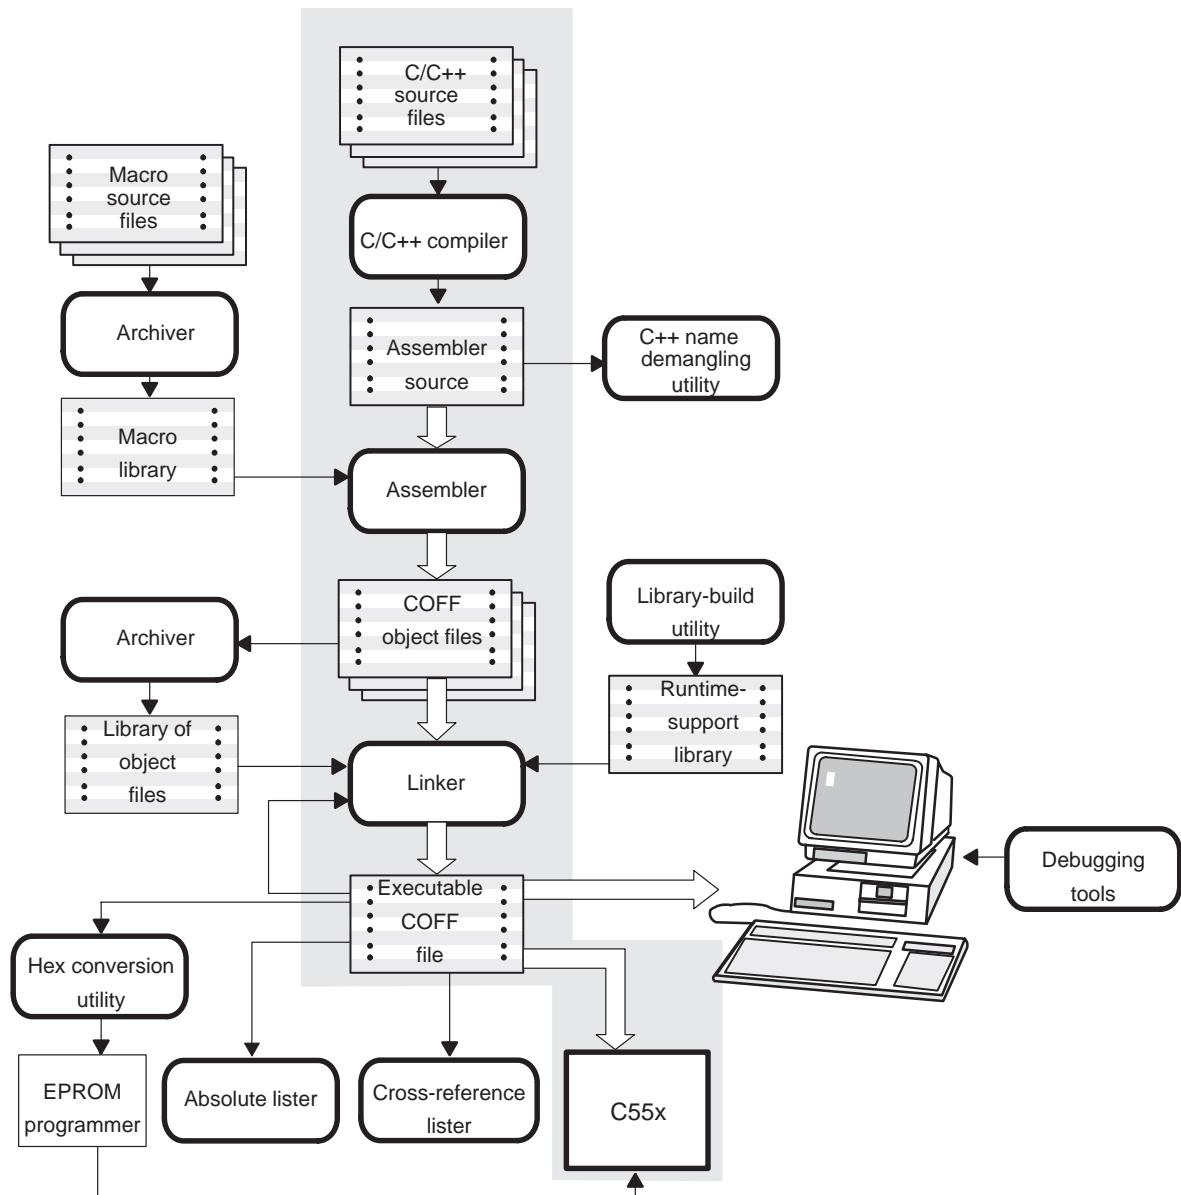 C/C++
source
files
Macro
source
files
C/C++ compiler
Archiver
Assembler
source
C++ name
demangling
utility
Macro
library
Assembler
COFF
object files
Library-build
utility
Archiver
Runtime-
support
library
Library of
object
files
Linker
Debugging
tools
Executable
COFF
file
Hex conversion
utility
EPROM
programmer
Absolute lister
Cross-reference
lister
C55x